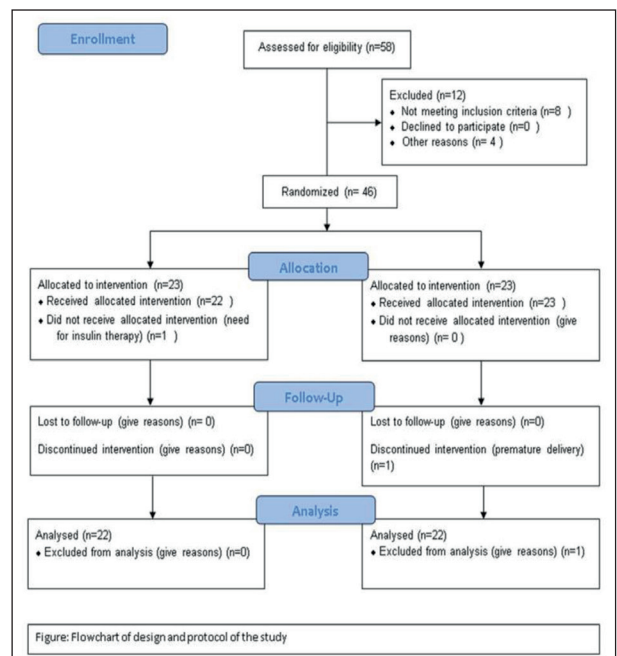 Enrollment
Assessed for eligibility (n=58)
Excluded (n=12)
♦ Not meeting inclusion criteria (n=8 )
♦ Declined to participate (n=0 )
♦ Other reasons (n= 4 )
Randomized (n= 46)
Allocation
Allocated to intervention (n=23)
♦ Received allocated intervention (n=22 )
♦ Did not receive allocated intervention (need
for insulin therapy) (n=1 )
Allocated to intervention (n=23)
♦ Received allocated intervention (n=23 )
♦ Did not receive allocated intervention (give
reasons) (n= 0 )
Follow-Up
Lost to follow-up (give reasons) (n= 0)
Discontinued intervention (give reasons) (n=0)
Lost to follow-up (give reasons) (n=0)
Discontinued intervention (premature delivery)
(n=1)
Analysis
Analysed (n=22)
♦ Excluded from analysis (give reasons) (n=0)
Analysed (n=22)
♦ Excluded from analysis (give reasons) (n=1)
Figure: Flowchart of design and protocol of the study